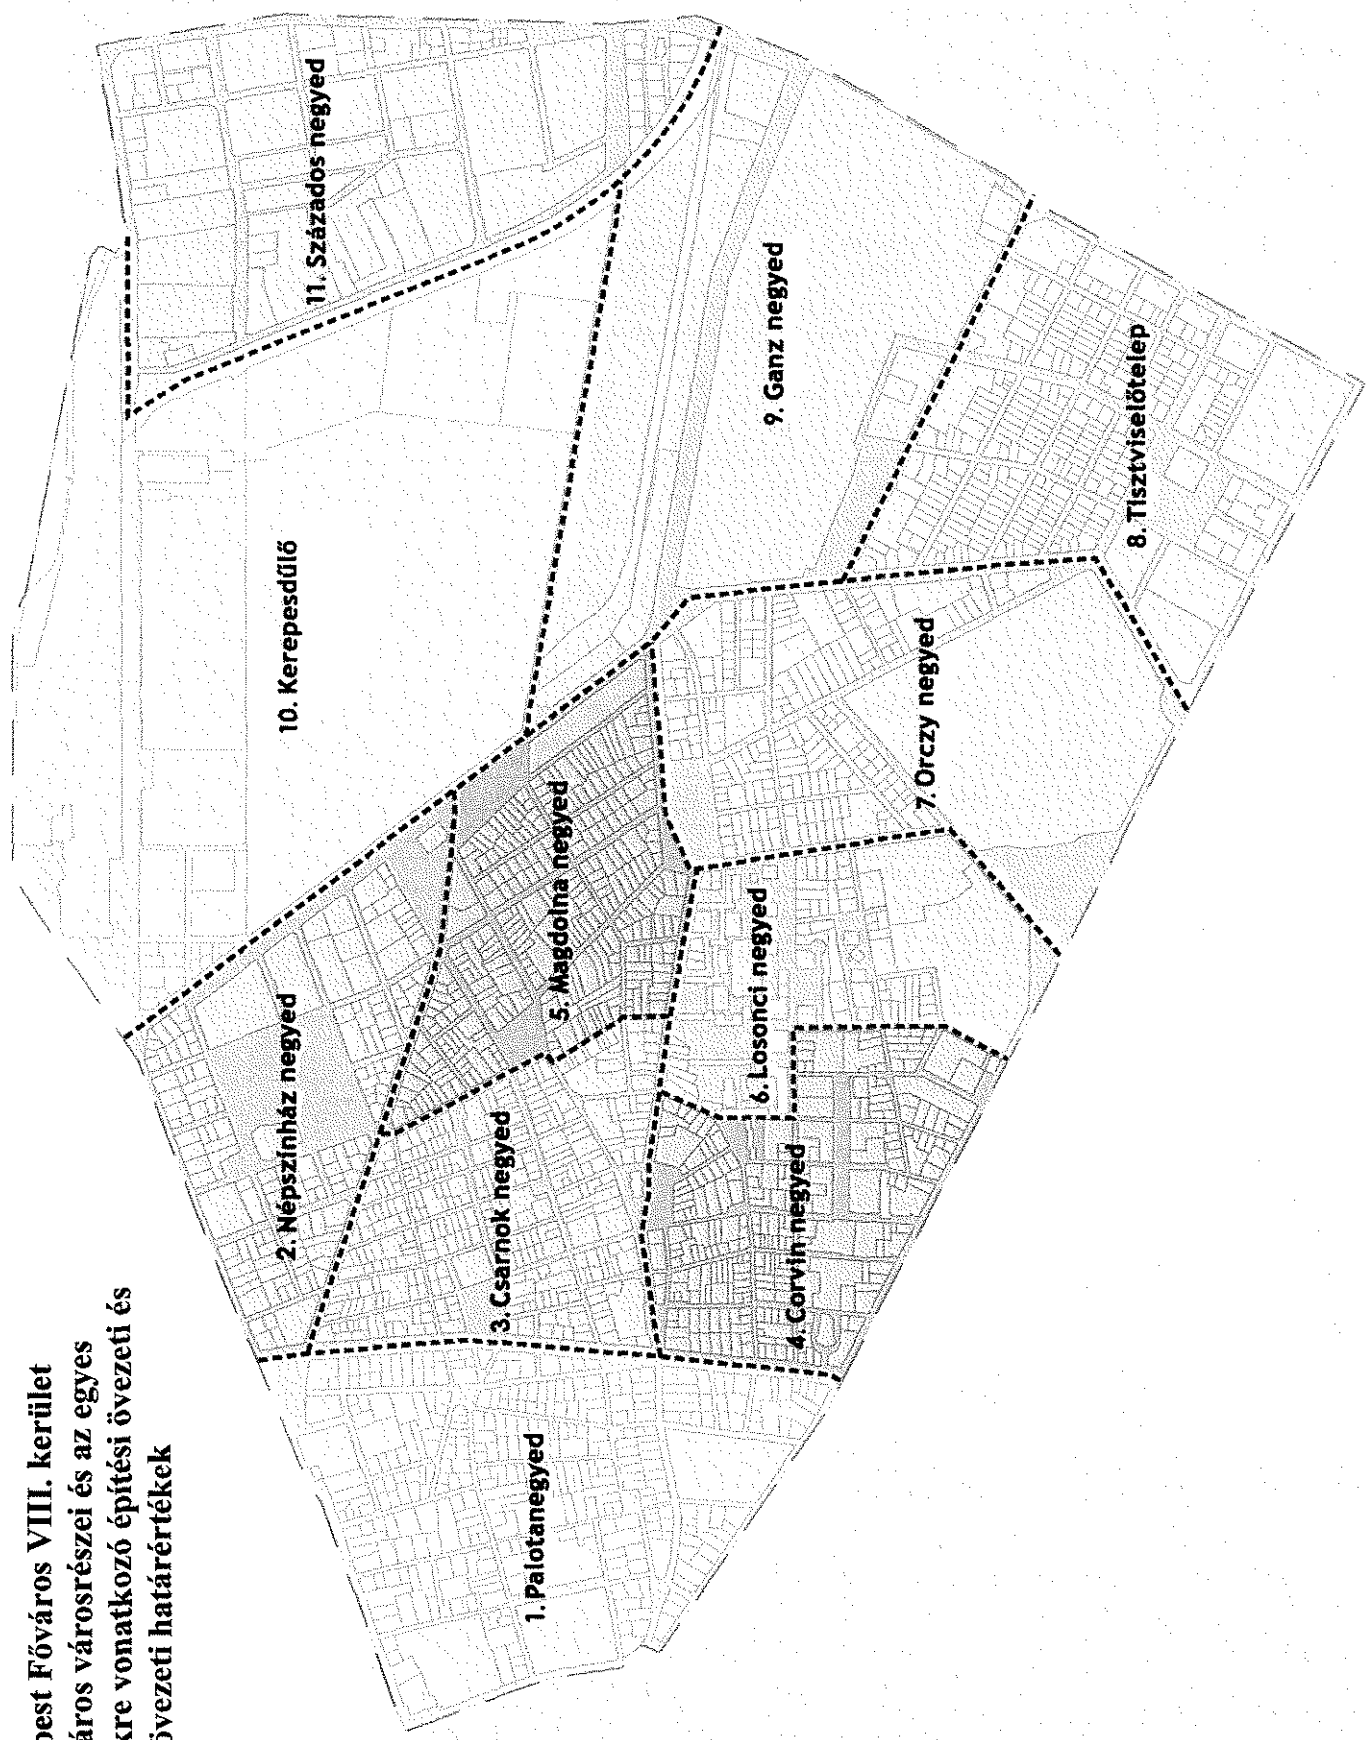 pest Főváros VIII. kerület
áros városrészei és az egyes
kre vonatkozó építési övezeti és
övezeti határértékek
1. Palotanegyed
2. Népszínház negyed
3. Csarnok negyed
4. Corvin negyed
5. Magdolna negyed
6. Losonci negyed
7. Orczy negyed
8. Tisztviselőtelep
9. Ganz negyed
10. Kerepesdűlő
11. Százados negyed